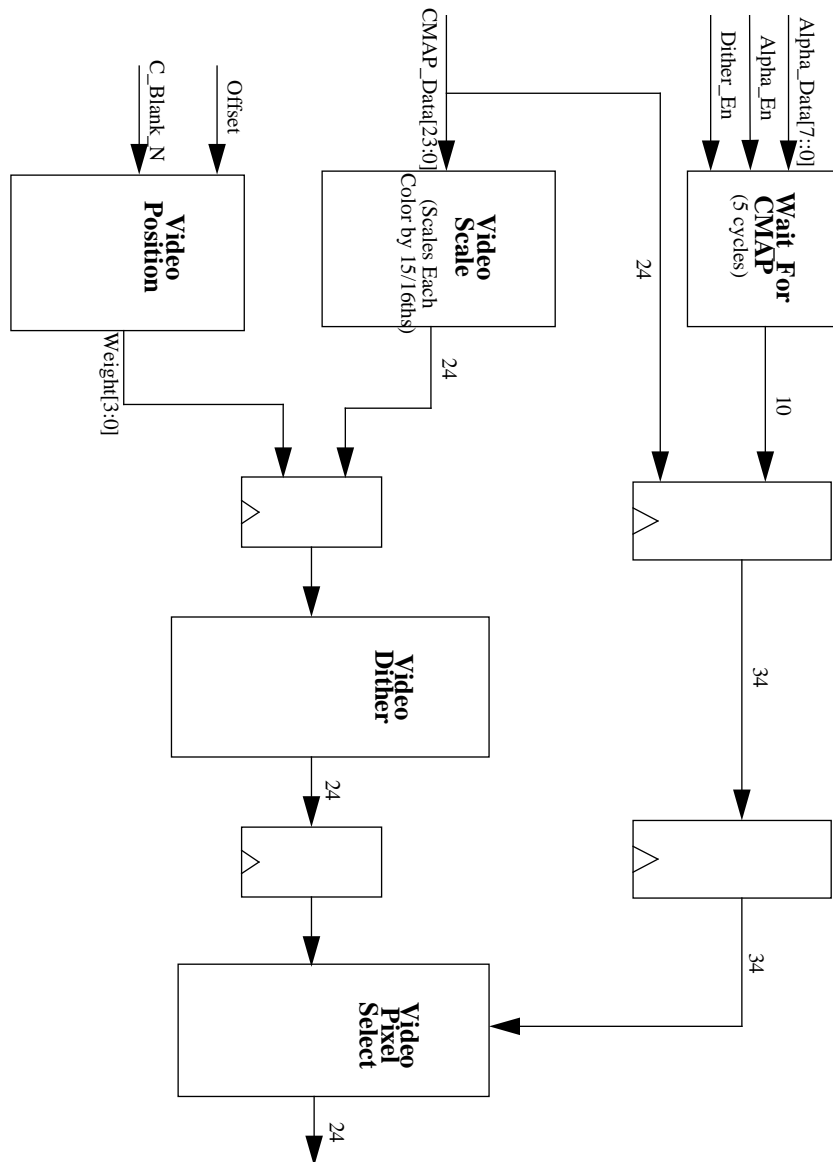 Alpha_Data[7::0]
Alpha_En
Dither_En
Wait_For
CMAP
(5 cycles)
10
34
34
24
CMAP_Data[23:0]
Video
Scale
(Scales Each
Color by 15/16ths)
24
Offset
C_Blank_N
Video
Position
Weight[3:0]
Video
Dither
24
Video
Pixel
Select
24